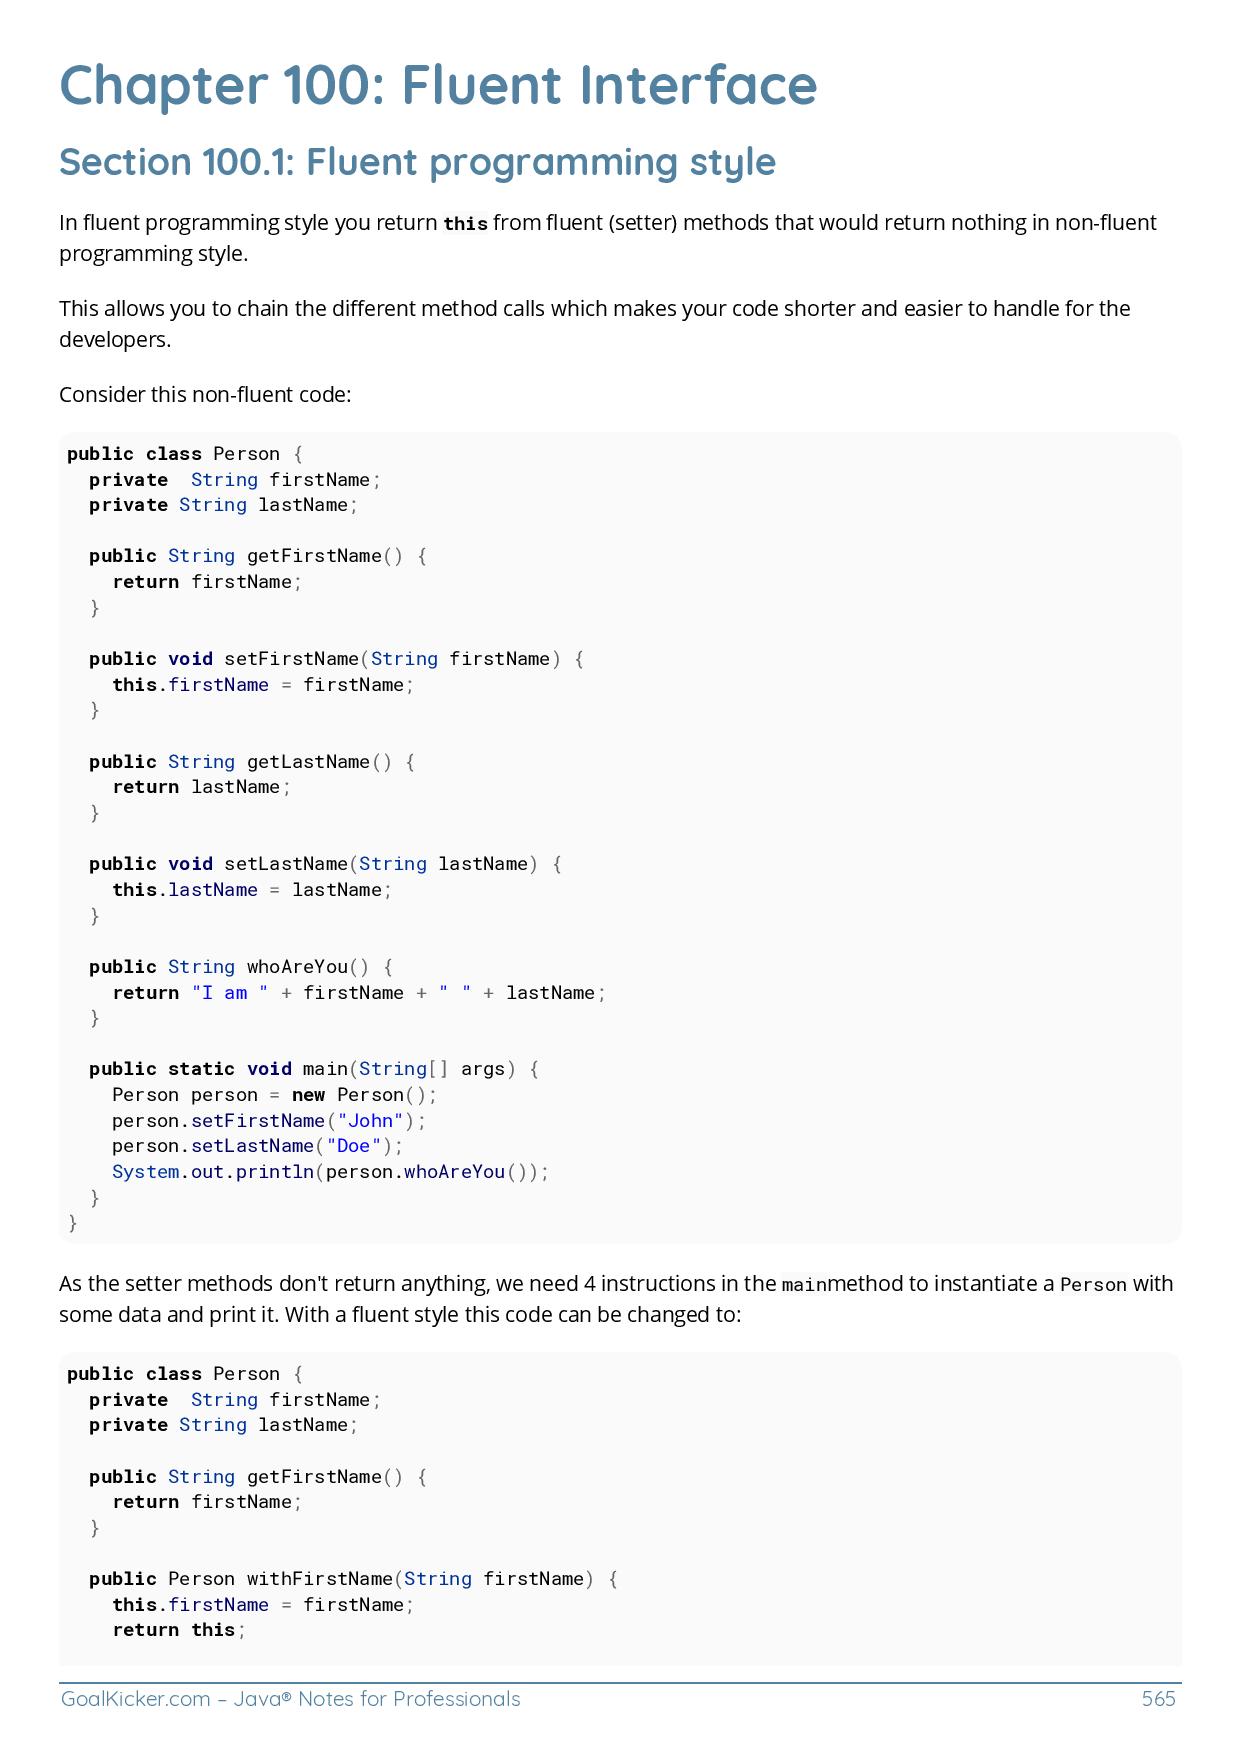 Chapter 100: Fluent Interface
Section 100.1: Fluent programming style
In fluent programming style you return this from fluent (setter) methods that would return nothing in non-fluent
programming style.
This allows you to chain the different method calls which makes your code shorter and easier to handle for the
developers.
Consider this non-fluent code:
public class Person {
  private  String firstName;
  private String lastName;

  public String getFirstName() {
    return firstName;
  }

  public void setFirstName(String firstName) {
    this.firstName = firstName;
  }

  public String getLastName() {
    return lastName;
  }

  public void setLastName(String lastName) {
    this.lastName = lastName;
  }

  public String whoAreYou() {
    return "I am " + firstName + " " + lastName;
  }

  public static void main(String[] args) {
    Person person = new Person();
    person.setFirstName("John");
    person.setLastName("Doe");
    System.out.println(person.whoAreYou());
  }
}
As the setter methods don't return anything, we need 4 instructions in the mainmethod to instantiate a Person with
some data and print it. With a fluent style this code can be changed to:
public class Person {
  private  String firstName;
  private String lastName;

  public String getFirstName() {
    return firstName;
  }

  public Person withFirstName(String firstName) {
    this.firstName = firstName;
    return this;
GoalKicker.com – Java® Notes for Professionals 565